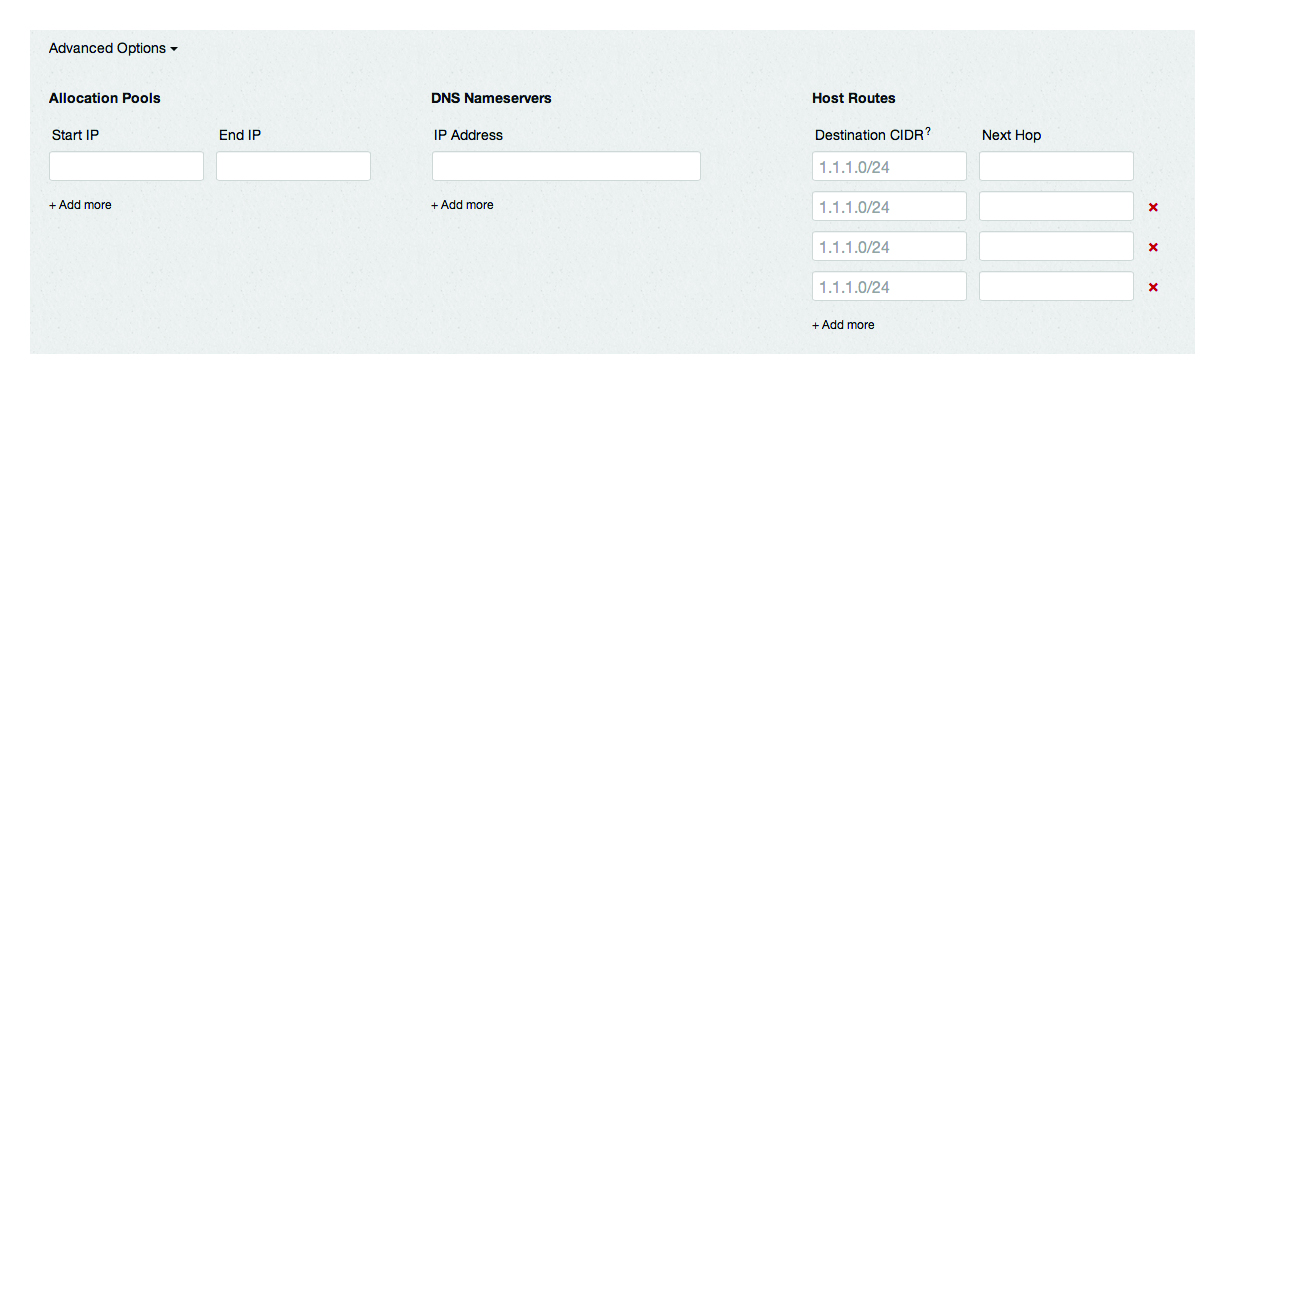 Advanced Options
Allocation Pools
Start IP
End IP
+ Add more
DNS Nameservers
IP Address
+ Add more
Host Routes
Destination CIDR?
Next Hop
1.1.1.0/24
1.1.1.0/24
1.1.1.0/24
1.1.1.0/24
+ Add more